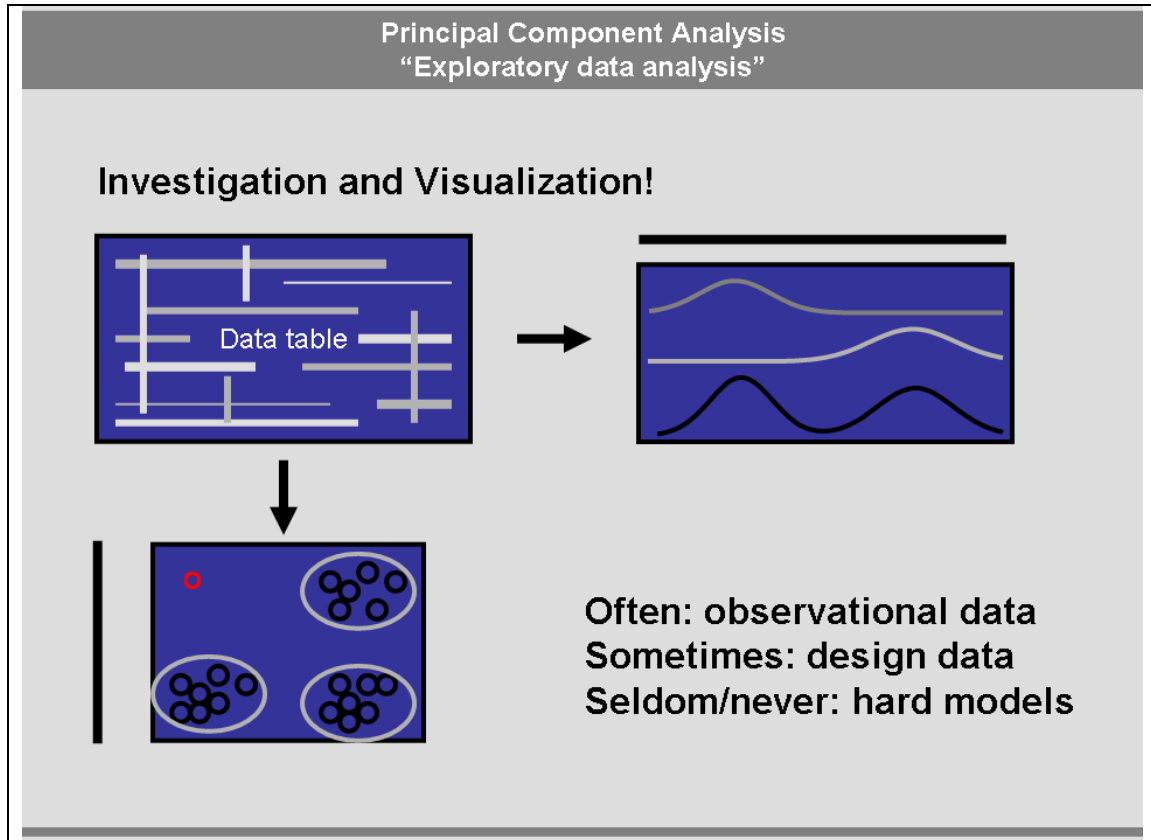 Principal Component Analysis
“Exploratory data analysis”
Investigation and Visualization!
Data table
Often: observational data
Sometimes: design data
Seldom/never: hard models